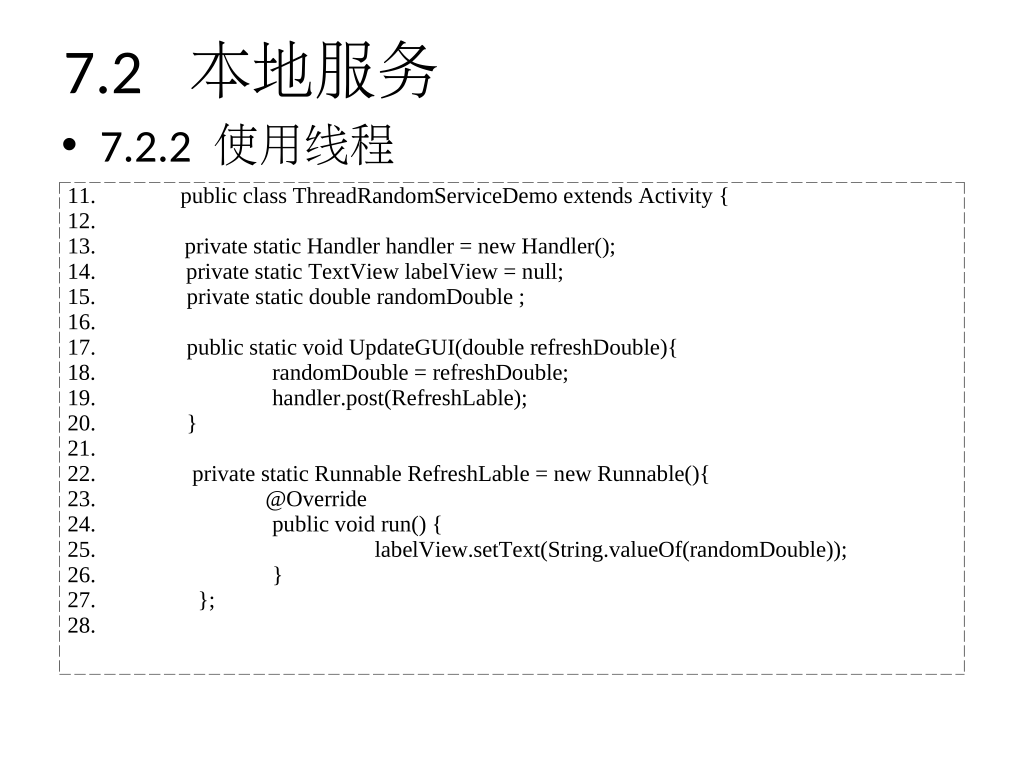 7.2 本地服务
• 7.2.2 使用线程
11. public class ThreadRandomServiceDemo extends Activity {
12.
13. private static Handler handler = new Handler();
14. private static TextView labelView = null;
15. private static double randomDouble ;
16.
17. public static void UpdateGUI(double refreshDouble){
18. randomDouble = refreshDouble;
19. handler.post(RefreshLable);
20. }
21.
22. private static Runnable RefreshLable = new Runnable(){
23. @Override
24. public void run() {
25. labelView.setText(String.valueOf(randomDouble));
26. }
27. };
28.